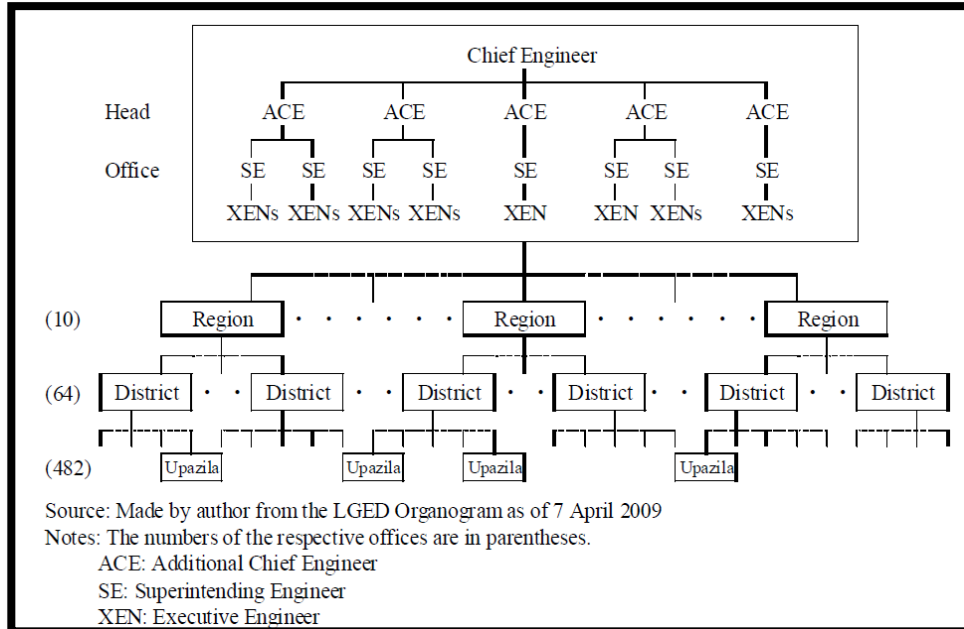 Chief Engineer
Head ACE ACE ACE ACE ACE
Office SE SE SE SE SE SE SE SE
XENs XENs XENs XENs XEN XEN XENs XENs
(10) Region · · · · · · Region · · · · · · Region
(64) District · · District · · District · · District · · District · · District
(482) Upazila Upazila Upazila Upazila
Source: Made by author from the LGED Organogram as of 7 April 2009
Notes: The numbers of the respective offices are in parentheses.
ACE: Additional Chief Engineer
SE: Superintending Engineer
XEN: Executive Engineer